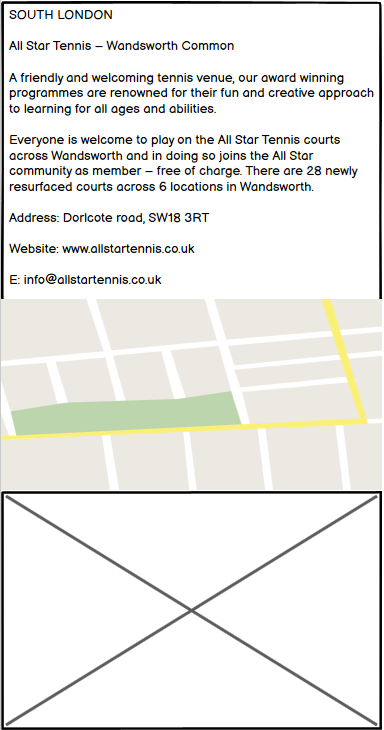 SOUTH LONDON
All Star Tennis – Wandsworth Common
A friendly and welcoming tennis venue, our award winning
programmes are renowned for their fun and creative approach
to learning for all ages and abilities.
Everyone is welcome to play on the All Star Tennis courts
across Wandsworth and in doing so joins the All Star
community as member – free of charge. There are 28 newly
resurfaced courts across 6 locations in Wandsworth.
Address: Dorlcote road, SW18 3RT
Website: www.allstartennis.co.uk
E: info@allstartennis.co.uk